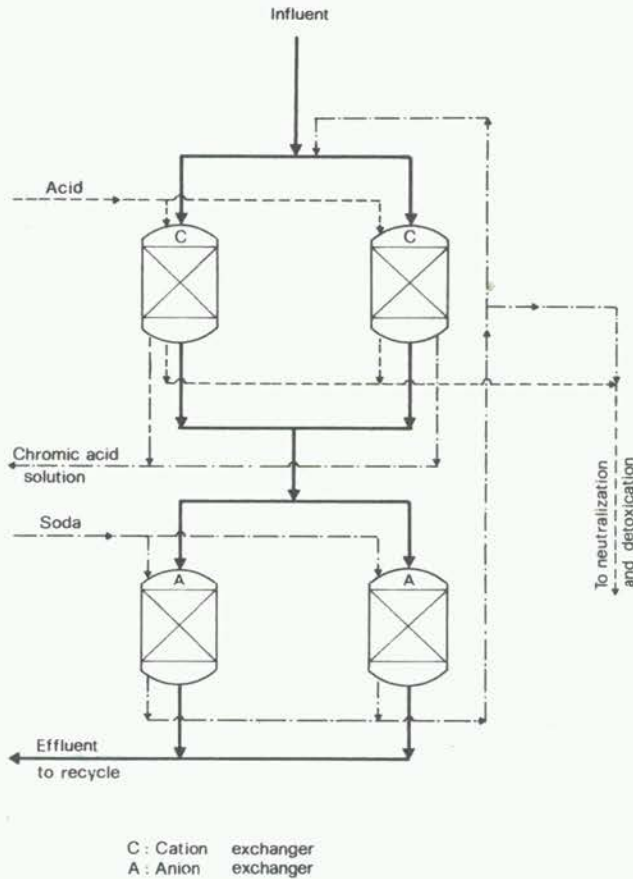 Influent
Acid
C
C
Chromic acid
solution
Soda
To neutralization
and detoxication
A
A
Effluent
to recycle
C : Cation exchanger
A : Anion exchanger